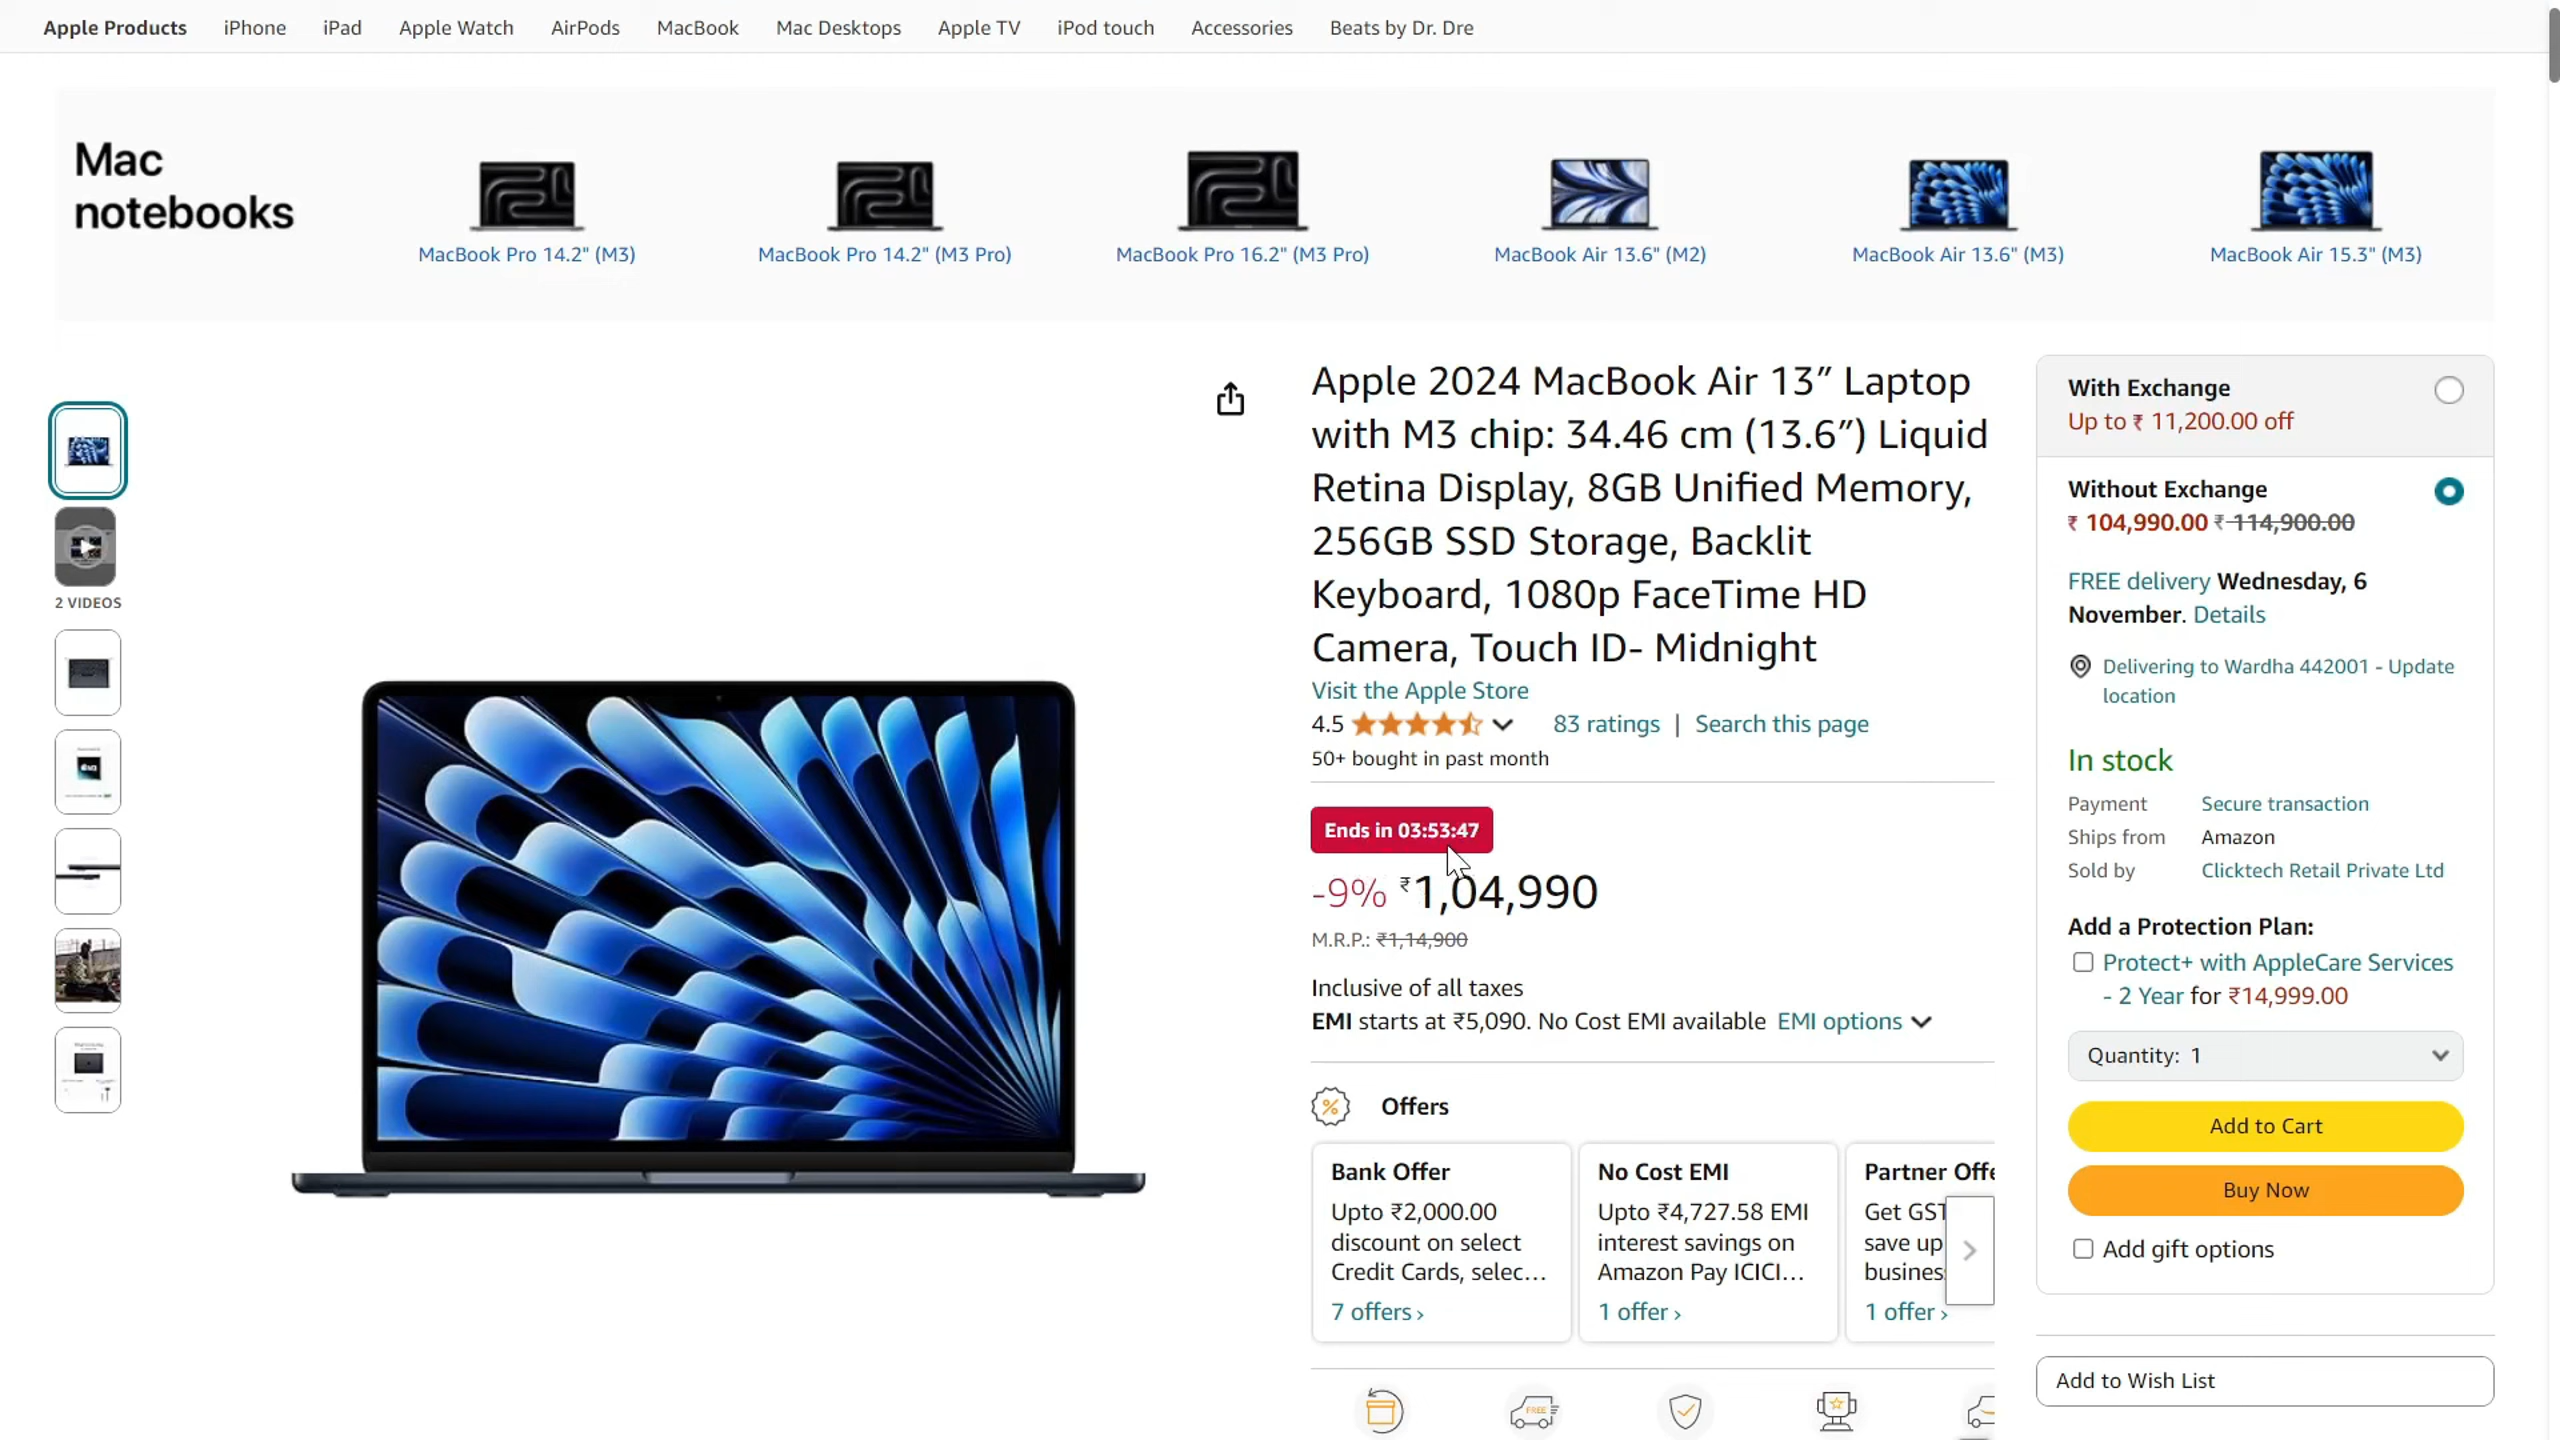 Apple Products iPhone iPad Apple Watch AirPods MacBook Mac Desktops Apple TV iPod touch Accessories Beats by Dr. Dre
Mac
notebooks
MacBook Pro 14.2" (M3)
MacBook Pro 14.2" (M3 Pro)
MacBook Pro 16.2" (M3 Pro)
MacBook Air 13.6" (M2)
MacBook Air 13.6" (M3)
MacBook Air 15.3" (M3)
2 VIDEOS
Apple 2024 MacBook Air 13″ Laptop
with M3 chip: 34.46 cm (13.6″) Liquid
Retina Display, 8GB Unified Memory,
256GB SSD Storage, Backlit
Keyboard, 1080p FaceTime HD
Camera, Touch ID- Midnight
Visit the Apple Store
4.5 83 ratings | Search this page
50+ bought in past month
Ends in 03:53:47
-9% ₹1,04,990
M.R.P.: ₹1,14,900
Inclusive of all taxes
EMI starts at ₹5,090. No Cost EMI available EMI options
Offers
Bank Offer
Upto ₹2,000.00
discount on select
Credit Cards, selec...
7 offers ›
No Cost EMI
Upto ₹4,727.58 EMI
interest savings on
Amazon Pay ICICI...
1 offer ›
Partner Offe
Get GST
save up
busines
1 offer ›
FREE
With Exchange
Up to ₹ 11,200.00 off
Without Exchange
₹ 104,990.00 ₹ 114,900.00
FREE delivery Wednesday, 6
November. Details
Delivering to Wardha 442001 - Update
location
In stock
Payment Secure transaction
Ships from Amazon
Sold by Clicktech Retail Private Ltd
Add a Protection Plan:
Protect+ with AppleCare Services
- 2 Year for ₹14,999.00
Quantity: 1
Add to Cart
Buy Now
Add gift options
Add to Wish List